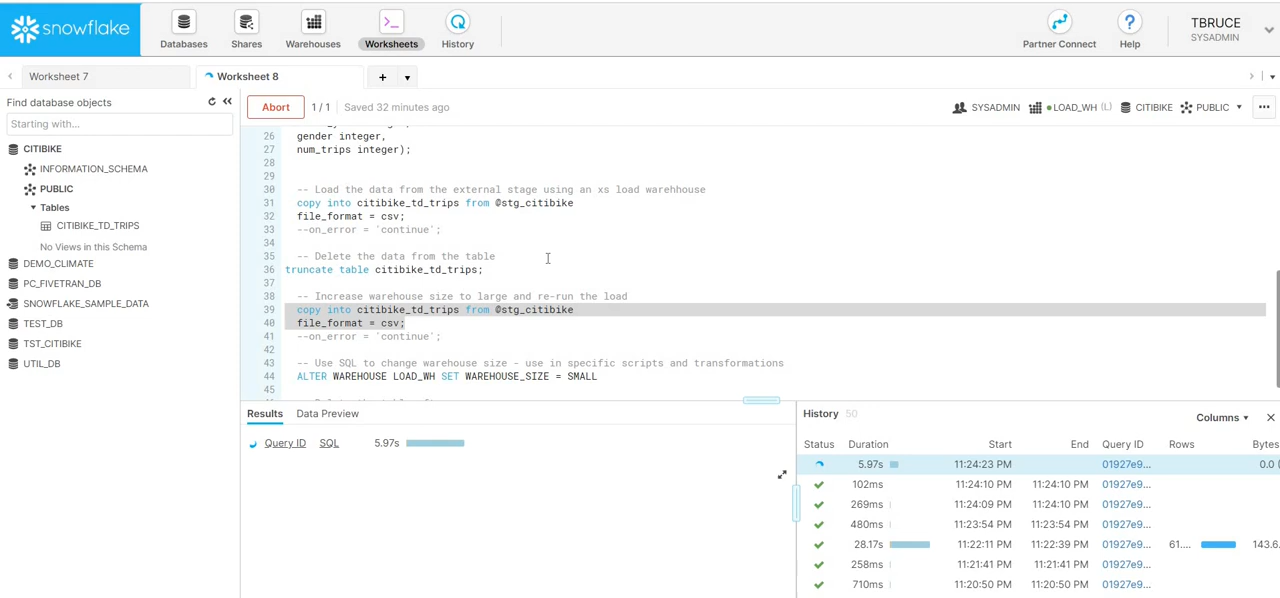 snowflake
Databases
Shares
Warehouses
Worksheets
History
Partner Connect
Help
TBRUCE
SYSADMIN
Worksheet 7
Worksheet 8
Find database objects
Starting with...
CITIBIKE
INFORMATION_SCHEMA
PUBLIC
Tables
CITIBIKE_TD_TRIPS
No Views in this Schema
DEMO_CLIMATE
PC_FIVETRAN_DB
SNOWFLAKE_SAMPLE_DATA
TEST_DB
TST_CITIBIKE
UTIL_DB
Abort 1 / 1 Saved 32 minutes ago
SYSADMIN LOAD_WH (L) CITIBIKE PUBLIC
26 gender integer,
27 num_trips integer);
28
29
30 -- Load the data from the external stage using an xs load warehhouse
31 copy into citibike_td_trips from @stg_citibike
32 file_format = csv;
33 --on_error = 'continue';
34
35 -- Delete the data from the table
36 truncate table citibike_td_trips;
37
38 -- Increase warehouse size to large and re-run the load
39 copy into citibike_td_trips from @stg_citibike
40 file_format = csv;
41 --on_error = 'continue';
42
43 -- Use SQL to change warehouse size - use in specific scripts and transformations
44 ALTER WAREHOUSE LOAD_WH SET WAREHOUSE_SIZE = SMALL
45
Results Data Preview
Query ID SQL 5.97s
History 50
Columns
Status Duration Start End Query ID Rows Bytes
5.97s 11:24:23 PM 01927e9... 0.0
102ms 11:24:10 PM 11:24:10 PM 01927e9...
269ms 11:24:09 PM 11:24:10 PM 01927e9...
480ms 11:23:54 PM 11:23:54 PM 01927e9...
28.17s 11:22:11 PM 11:22:39 PM 01927e9... 61.... 143.6
258ms 11:21:41 PM 11:21:41 PM 01927e9...
710ms 11:20:50 PM 11:20:50 PM 01927e9...